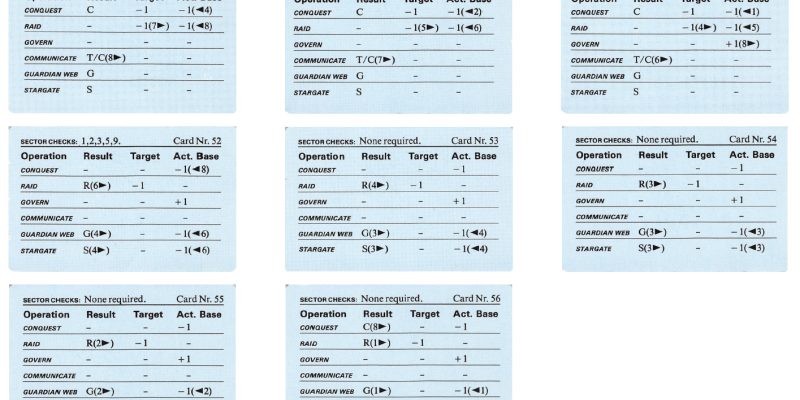 Operation Result Target Act. Base
CONQUEST C −1 −1(◄4)
RAID – −1(7►) −1(◄8)
GOVERN – – –
COMMUNICATE T/C(8►) – –
GUARDIAN WEB G – –
STARGATE S – –
Operation Result Target Act. Base
CONQUEST C −1 −1(◄2)
RAID – −1(5►) −1(◄6)
GOVERN – – –
COMMUNICATE T/C(7►) – –
GUARDIAN WEB G – –
STARGATE S – –
Operation Result Target Act. Base
CONQUEST C −1 −1(◄1)
RAID – −1(4►) −1(◄5)
GOVERN – – +1(8►)
COMMUNICATE T/C(6►) – –
GUARDIAN WEB G – –
STARGATE S – –
SECTOR CHECKS: 1,2,3,5,9. Card Nr. 52
Operation Result Target Act. Base
CONQUEST – – −1(◄8)
RAID R(6►) −1 –
GOVERN – – +1
COMMUNICATE – – –
GUARDIAN WEB G(4►) – −1(◄6)
STARGATE S(4►) – −1(◄6)
SECTOR CHECKS: None required. Card Nr. 53
Operation Result Target Act. Base
CONQUEST – – −1
RAID R(4►) −1 –
GOVERN – – +1
COMMUNICATE – – –
GUARDIAN WEB G(3►) – −1(◄4)
STARGATE S(3►) – −1(◄4)
SECTOR CHECKS: None required. Card Nr. 54
Operation Result Target Act. Base
CONQUEST – – −1
RAID R(3►) −1 –
GOVERN – – +1
COMMUNICATE – – –
GUARDIAN WEB G(3►) – −1(◄3)
STARGATE S(3►) – −1(◄3)
SECTOR CHECKS: None required. Card Nr. 55
Operation Result Target Act. Base
CONQUEST – – −1
RAID R(2►) −1 –
GOVERN – – +1
COMMUNICATE – – –
GUARDIAN WEB G(2►) – −1(◄2)
SECTOR CHECKS: None required. Card Nr. 56
Operation Result Target Act. Base
CONQUEST C(8►) – −1
RAID R(1►) −1 –
GOVERN – – +1
COMMUNICATE – – –
GUARDIAN WEB G(1►) – −1(◄1)